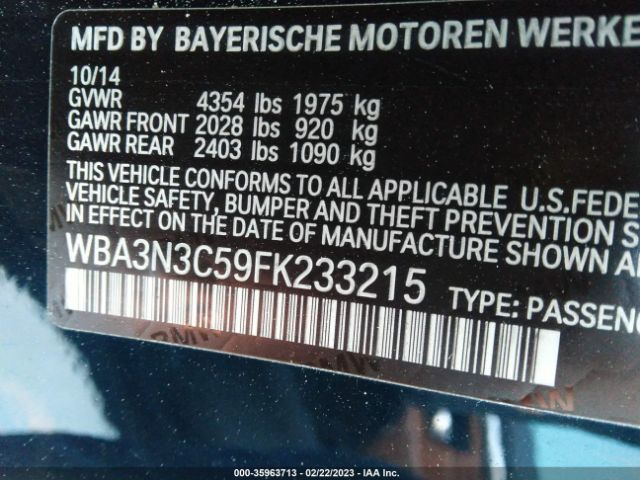 MFD BY BAYERISCHE MOTOREN WERKE
10/14
GVWR 4354 lbs 1975 kg
GAWR FRONT 2028 lbs 920 kg
GAWR REAR 2403 lbs 1090 kg
THIS VEHICLE CONFORMS TO ALL APPLICABLE U.S.FEDE
VEHICLE SAFETY, BUMPER AND THEFT PREVENTION S
IN EFFECT ON THE DATE OF MANUFACTURE SHOWN A
WBA3N3C59FK233215 TYPE: PASSENG
BMW
000-35963713 - 02/22/2023 - IAA Inc.